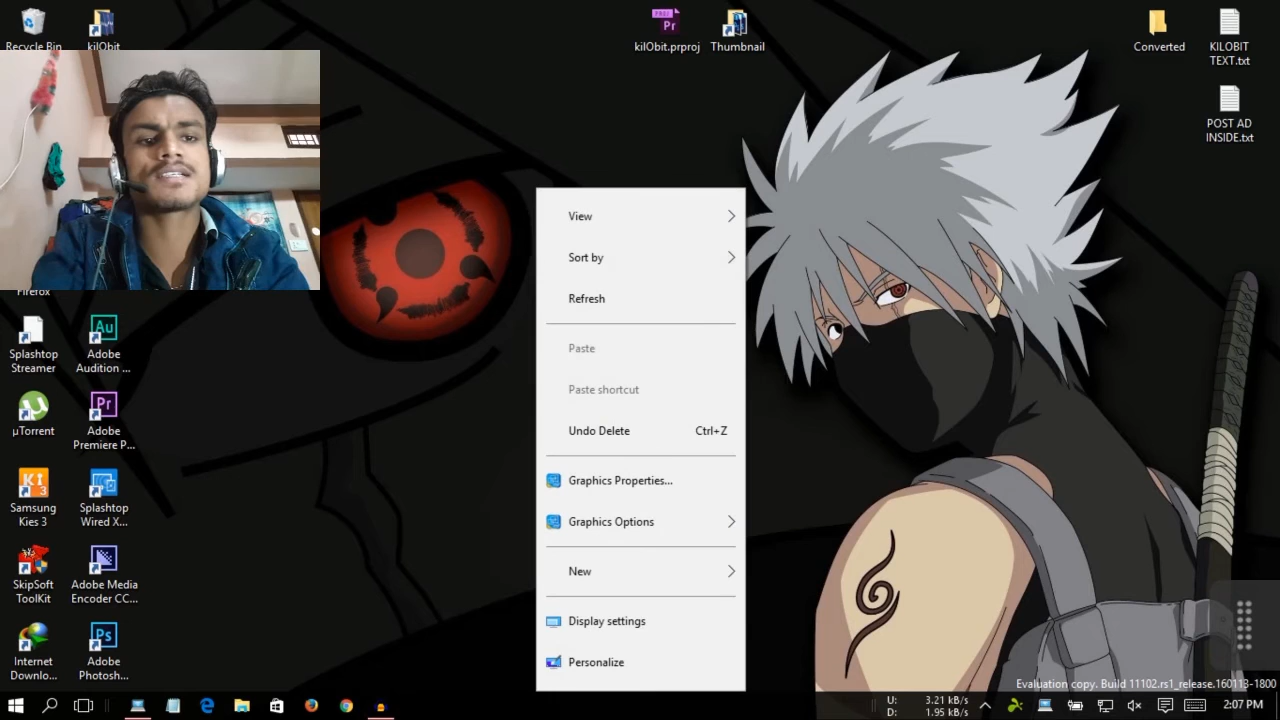 Recycle Bin
kilObit
kilObit.prproj
Thumbnail
Converted
KILOBIT
TEXT.txt
POST AD
INSIDE.txt
Firefox
Splashtop
Streamer
Adobe
Audition ...
µTorrent
Adobe
Premiere P...
Samsung
Kies 3
Splashtop
Wired X...
SkipSoft
ToolKit
Adobe Media
Encoder CC...
Internet
Downlo...
Adobe
Photosh...
View
Sort by
Refresh
Paste
Paste shortcut
Undo Delete Ctrl+Z
Graphics Properties...
Graphics Options
New
Display settings
Personalize
Evaluation copy. Build 11102.rs1_release.160113-1800
U: 3.21 kB/s
D: 1.95 kB/s
2:07 PM